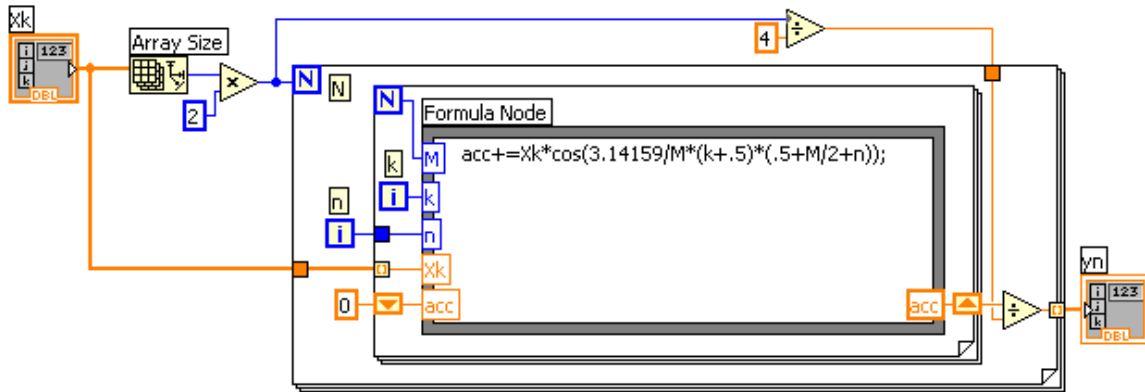 Xk
i
j
k
123
DBL
Array Size
x
2
4
÷
N
N
N
Formula Node
acc+=Xk*cos(3.14159/M*(k+.5)*(.5+M/2+n));
M
k
i
k
n
i
n
Xk
0
acc
acc
÷
yn
i
j
k
123
DBL